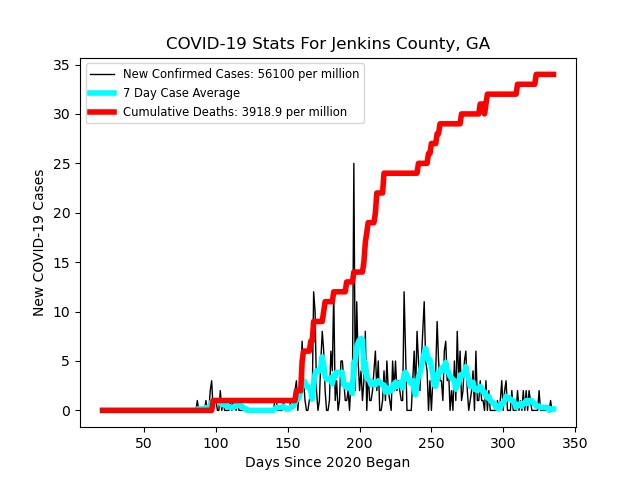 COVID-19 Stats For Jenkins County, GA
New Confirmed Cases: 56100 per million
7 Day Case Average
Cumulative Deaths: 3918.9 per million
New COVID-19 Cases
35
30
25
20
15
10
5
0
50 100 150 200 250 300 350
Days Since 2020 Began